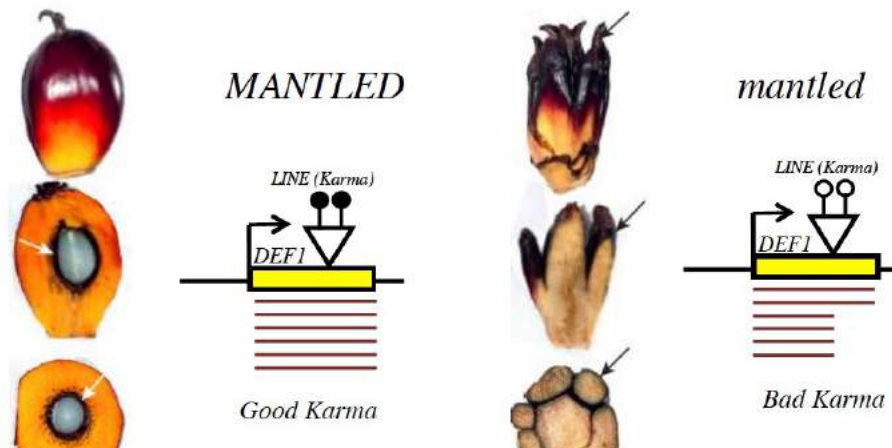 MANTLED
LINE (Karma)
DEF1
Good Karma
mantled
LINE (Karma)
DEF1
Bad Karma